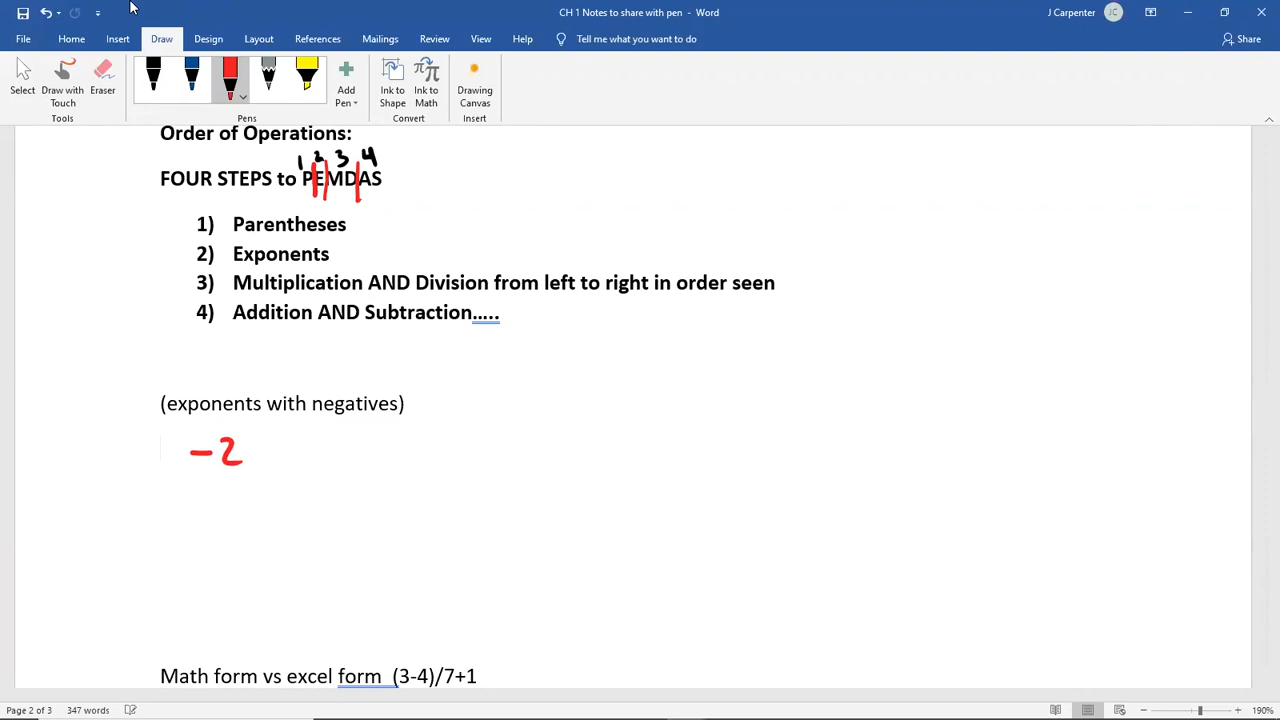 CH 1 Notes to share with pen - Word
J Carpenter JC
File Home Insert Draw Design Layout References Mailings Review View Help Tell me what you want to do Share
Select Draw with Touch Eraser Add Pen Ink to Shape Ink to Math Drawing Canvas
Tools Pens Convert Insert
Order of Operations:
1 2 3 4
FOUR STEPS to PEMDAS
1) Parentheses
2) Exponents
3) Multiplication AND Division from left to right in order seen
4) Addition AND Subtraction…..
(exponents with negatives)
-2
Math form vs excel form (3-4)/7+1
Page 2 of 3 347 words 190%